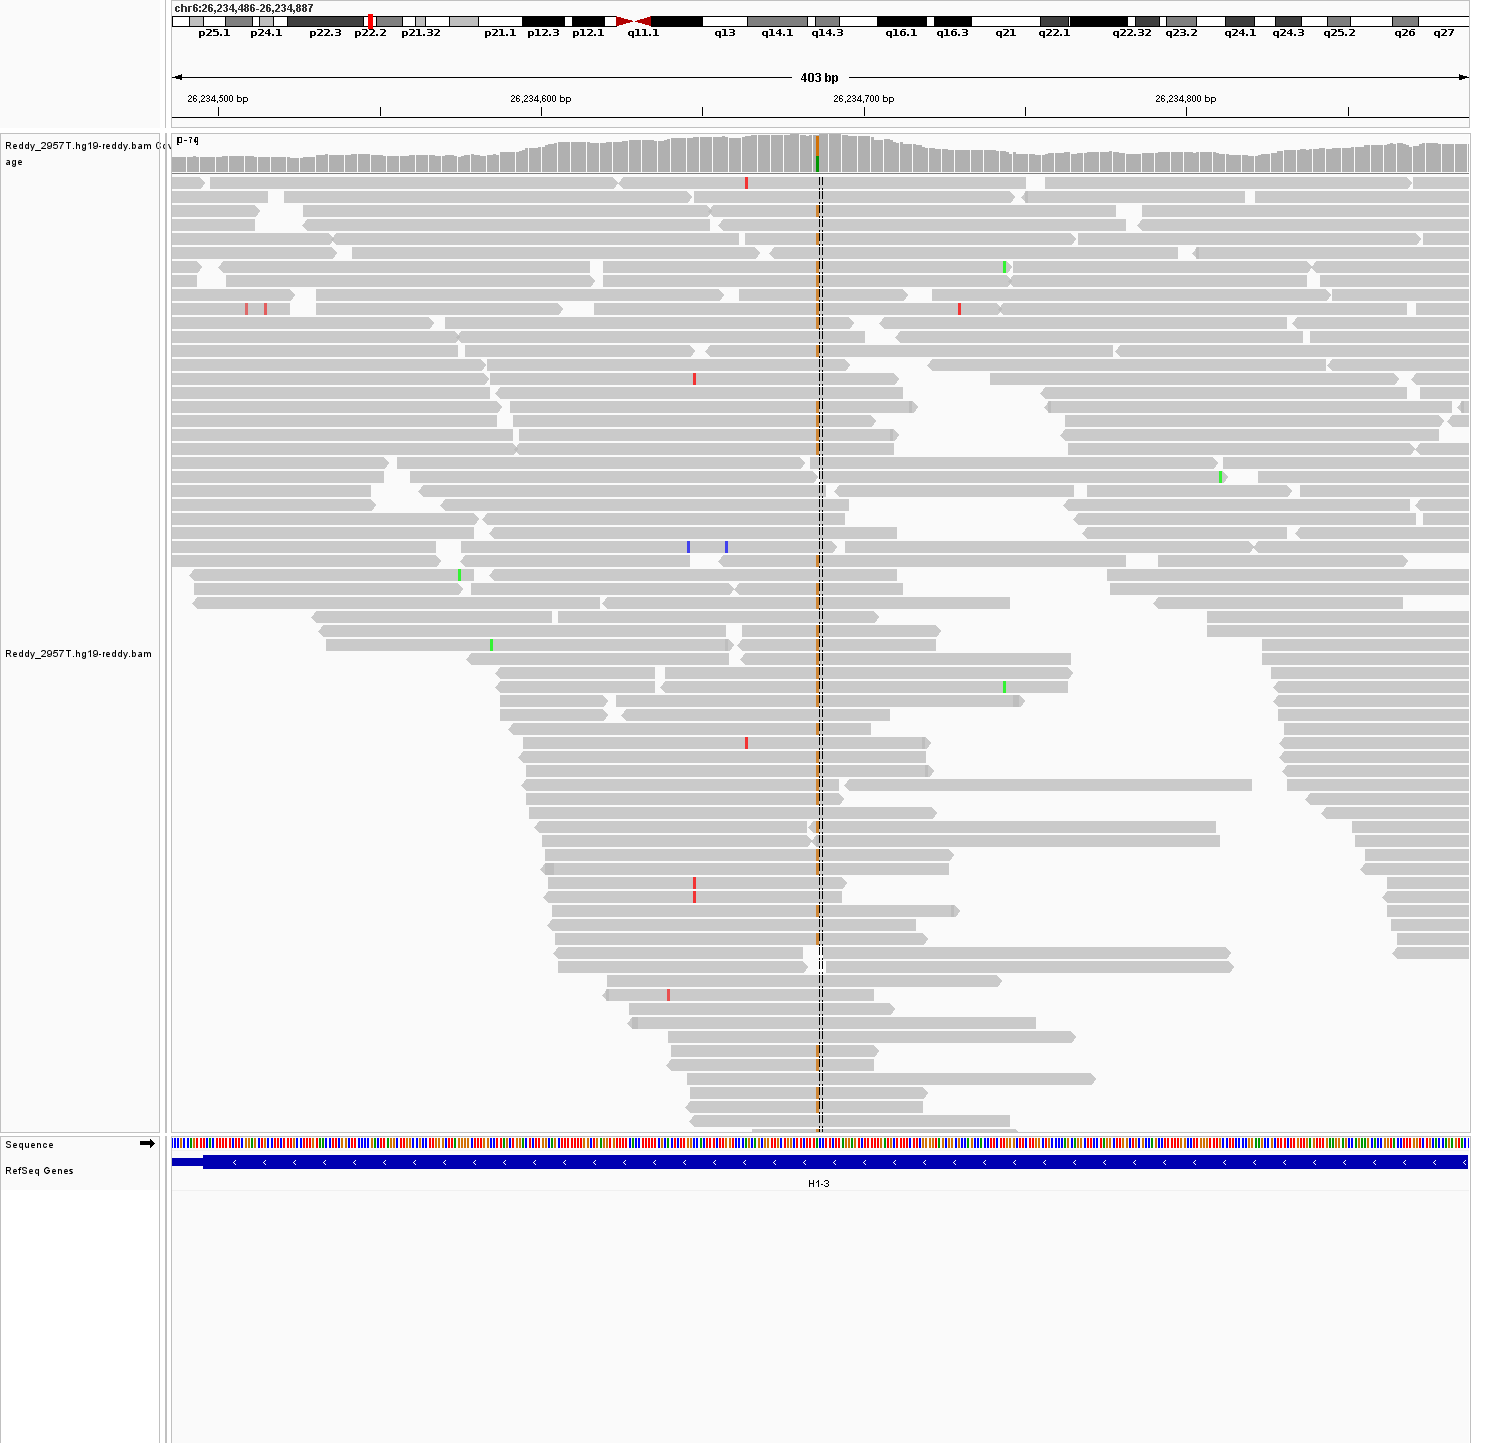 chr6:26,234,486-26,234,887
p25.1 p24.1 p22.3 p22.2 p21.32 p21.1 p12.3 p12.1 q11.1 q13 q14.1 q14.3 q16.1 q16.3 q21 q22.1 q22.32 q23.2 q24.1 q24.3 q25.2 q26 q27
403 bp
26,234,500 bp 26,234,600 bp 26,234,700 bp 26,234,800 bp
[0-74]
Reddy_2957T.hg19-reddy.bam Cov
age
Reddy_2957T.hg19-reddy.bam
Sequence
RefSeq Genes
H1-3